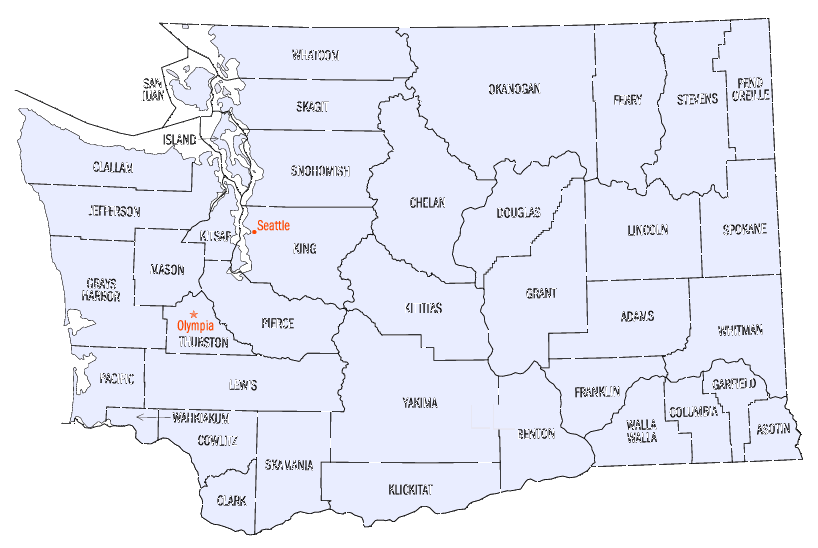 WHATCOM
SAN
JUAN
SKAGIT
OKANOGAN
FERRY
STEVENS
PEND
OREILLE
ISLAND
CLALLAM
SNOHOMISH
CHELAN
JEFFERSON
DOUGLAS
KITSAP
Seattle
KING
LINCOLN
SPOKANE
MASON
GRAYS
HARBOR
KITTITAS
GRANT
ADAMS
Olympia
THURSTON
PIERCE
WHITMAN
PACIFIC
LEWIS
YAKIMA
BENTON
FRANKLIN
WALLA
WALLA
COLUMBIA
GARFIELD
ASOTIN
WAHKIAKUM
COWLITZ
SKAMANIA
KLICKITAT
CLARK